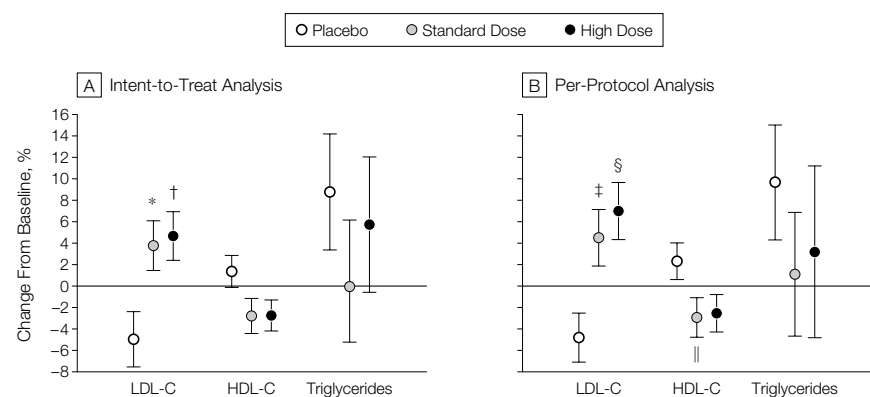 Placebo Standard Dose High Dose
A Intent-to-Treat Analysis
B Per-Protocol Analysis
Change From Baseline, %
16
14
12
10
8
6
4
2
0
–2
–4
–6
–8
* †
‡ §
||
LDL-C HDL-C Triglycerides
LDL-C HDL-C Triglycerides